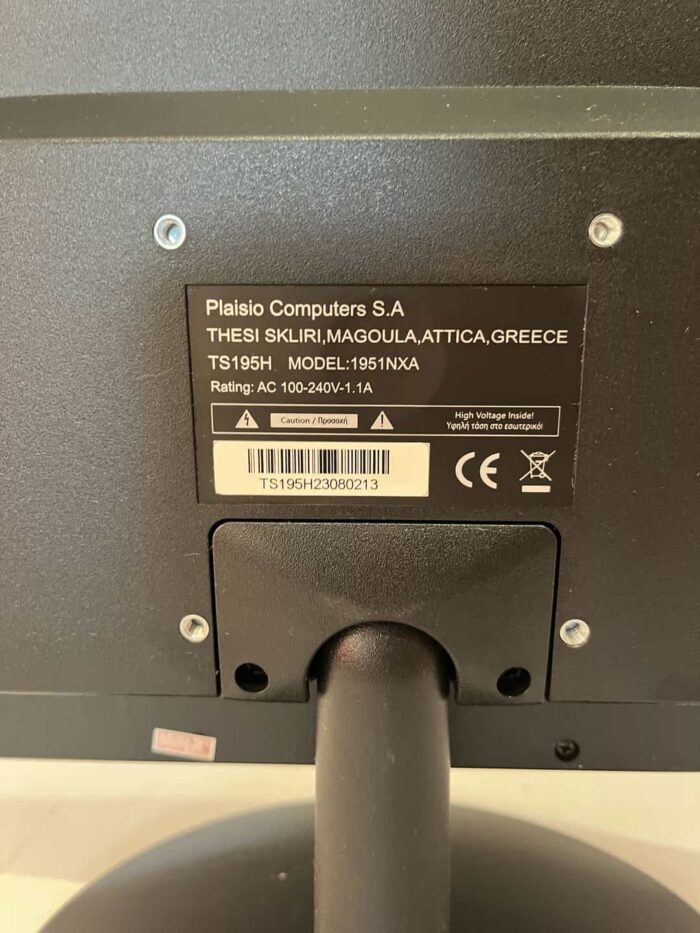 Plaisio Computers S.A
THESI SKLIRI,MAGOULA,ATTICA,GREECE
TS195H MODEL:1951NXA
Rating: AC 100-240V-1.1A
Caution / Προσοχή
High Voltage Inside!
Υψηλή τάση στο εσωτερικό!
TS195H23080213
CE